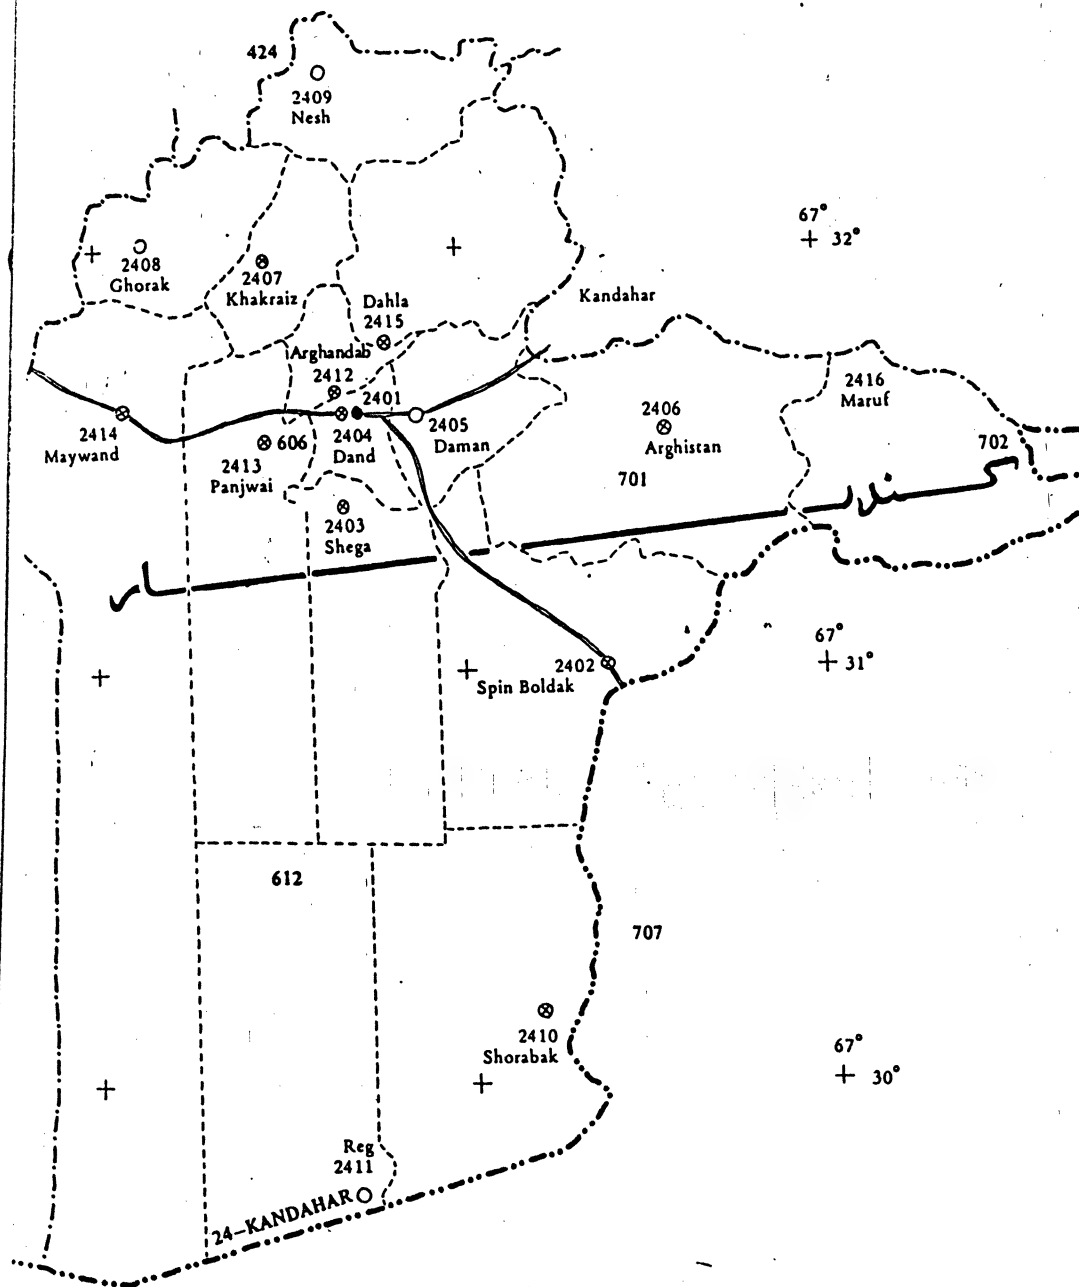 424
2409
Nesh
67°
32°
2408
Ghorak
2407
Khakraiz
Dahla
2415
Kandahar
Arghandab
2412
2401
2416
Maruf
2414
Maywand
606
2413
Panjwai
2404
Dand
2405
Daman
2406
Arghistan
701
702
2403
Shega
67°
31°
2402
Spin Boldak
612
707
2410
Shorabak
67°
30°
Reg
2411
24–KANDAHAR